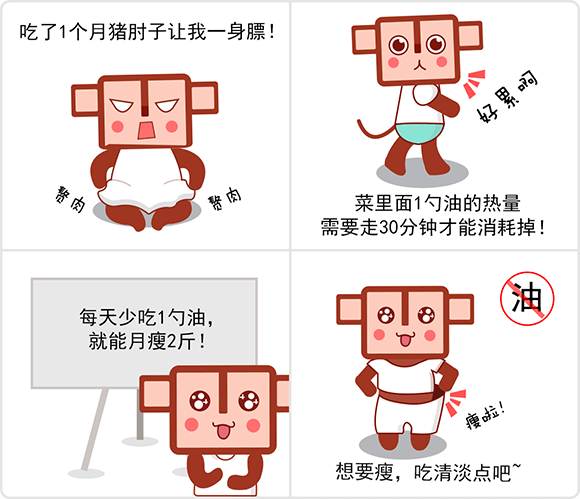 吃了1个月猪肘子让我一身膘！
赘肉
赘肉
好累啊
菜里面1勺油的热量
需要走30分钟才能消耗掉！
每天少吃1勺油，
就能月瘦2斤！
油
瘦啦！
想要瘦，吃清淡点吧~